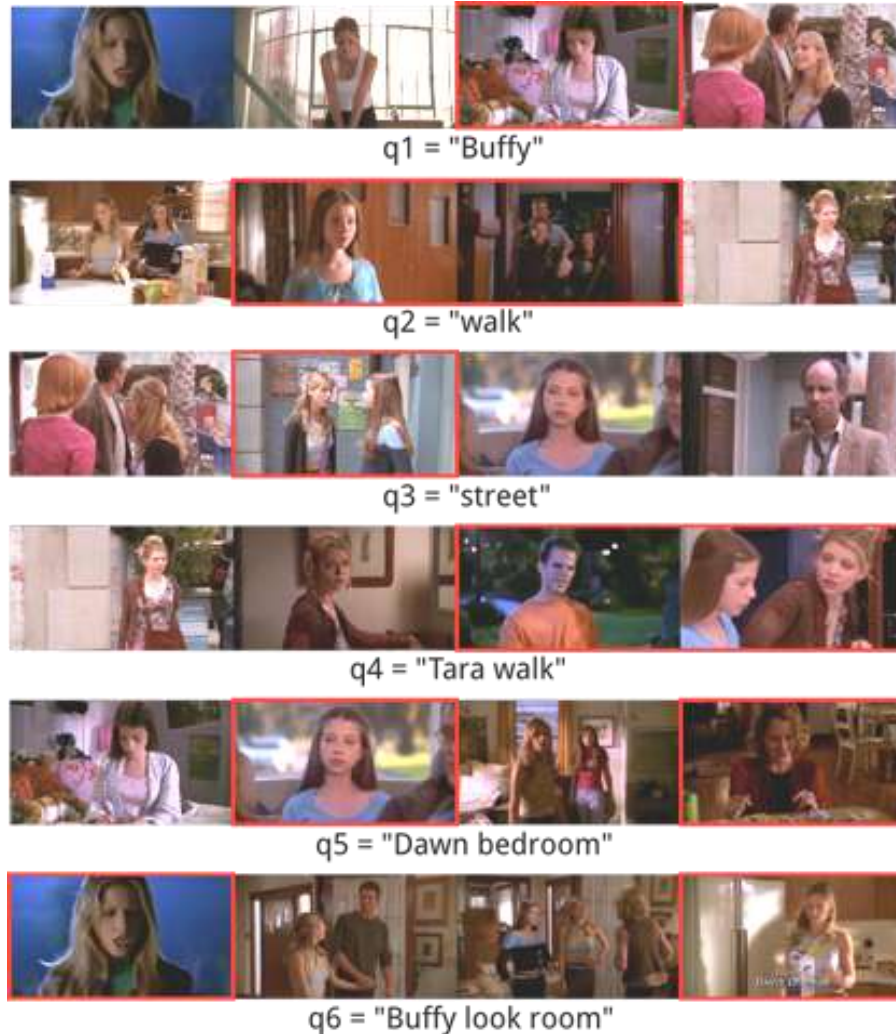 q1 = "Buffy"
q2 = "walk"
q3 = "street"
q4 = "Tara walk"
q5 = "Dawn bedroom"
q6 = "Buffy look room"